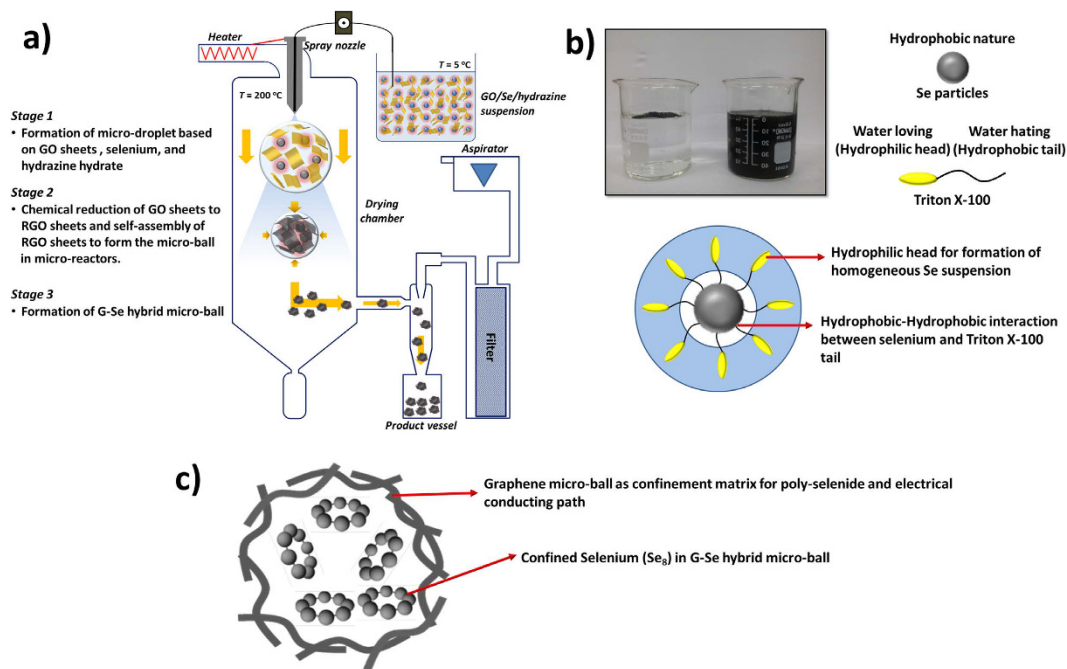 a)
Heater
Spray nozzle
T = 5 °C
T = 200 °C
GO/Se/hydrazine
suspension
Stage 1
• Formation of micro-droplet based
on GO sheets , selenium, and
hydrazine hydrate
Aspirator
Stage 2
• Chemical reduction of GO sheets to
RGO sheets and self-assembly of
RGO sheets to form the micro-ball
in micro-reactors.
Drying
chamber
Stage 3
• Formation of G-Se hybrid micro-ball
Filter
Product vessel
b)
Hydrophobic nature
Se particles
Water loving
(Hydrophilic head)
Water hating
(Hydrophobic tail)
Triton X-100
Hydrophilic head for formation of
homogeneous Se suspension
Hydrophobic-Hydrophobic interaction
between selenium and Triton X-100
tail
c)
Graphene micro-ball as confinement matrix for poly-selenide and electrical
conducting path
Confined Selenium (Se₈) in G-Se hybrid micro-ball